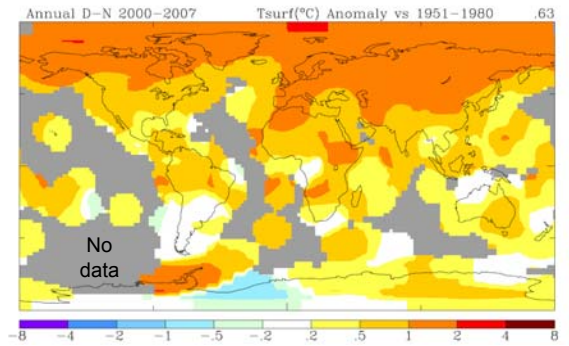 Annual D-N 2000-2007 Tsurf(°C) Anomaly vs 1951-1980 .63
No
data
-8 -4 -2 -1 -.5 -.2 .2 .5 1 2 4 8